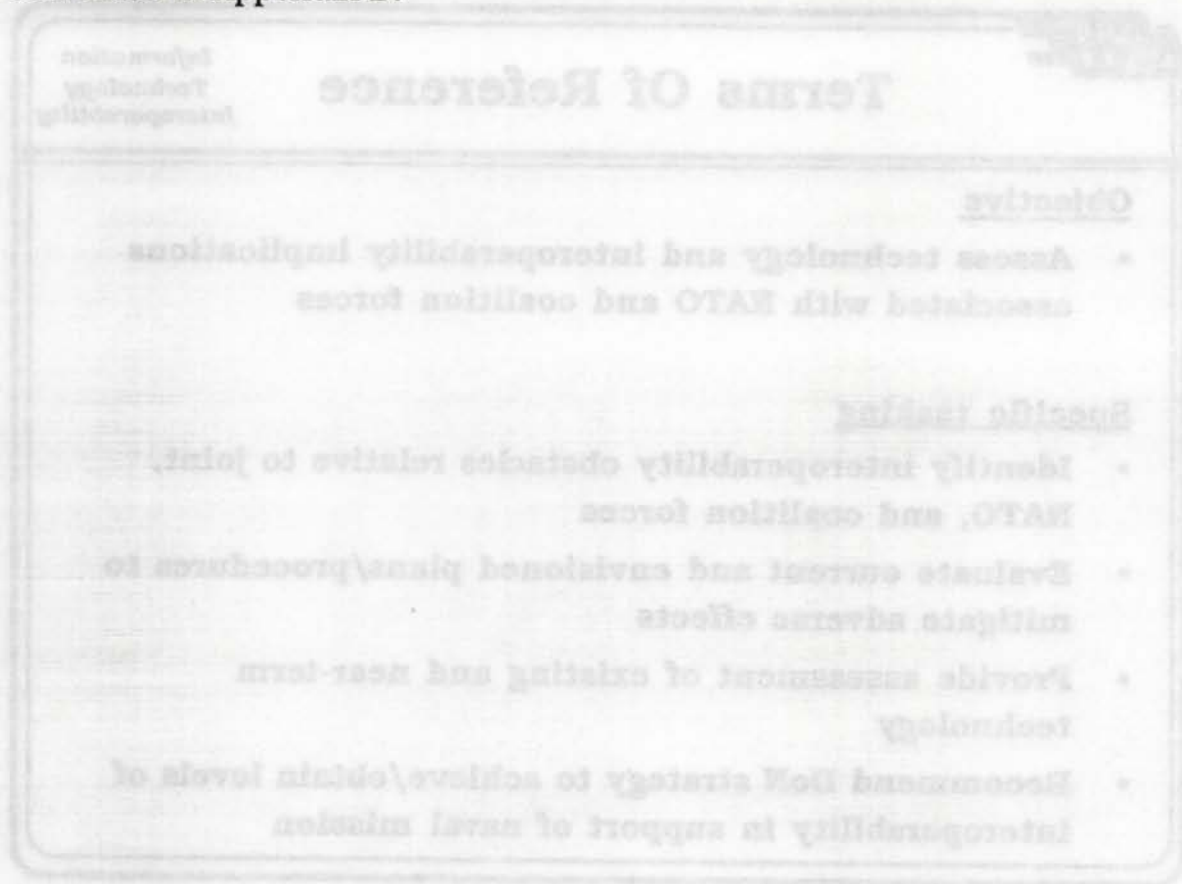 Information
Technology
Interoperability
Terms Of Reference
Objective
• Assess technology and interoperability implications
associated with NATO and coalition forces
Specific tasking
• Identify interoperability obstacles relative to joint,
NATO, and coalition forces
• Evaluate current and envisioned plans/procedures to
mitigate adverse effects
• Provide assessment of existing and near-term
technology
• Recommend DoN strategy to achieve/obtain levels of
interoperability in support of naval mission